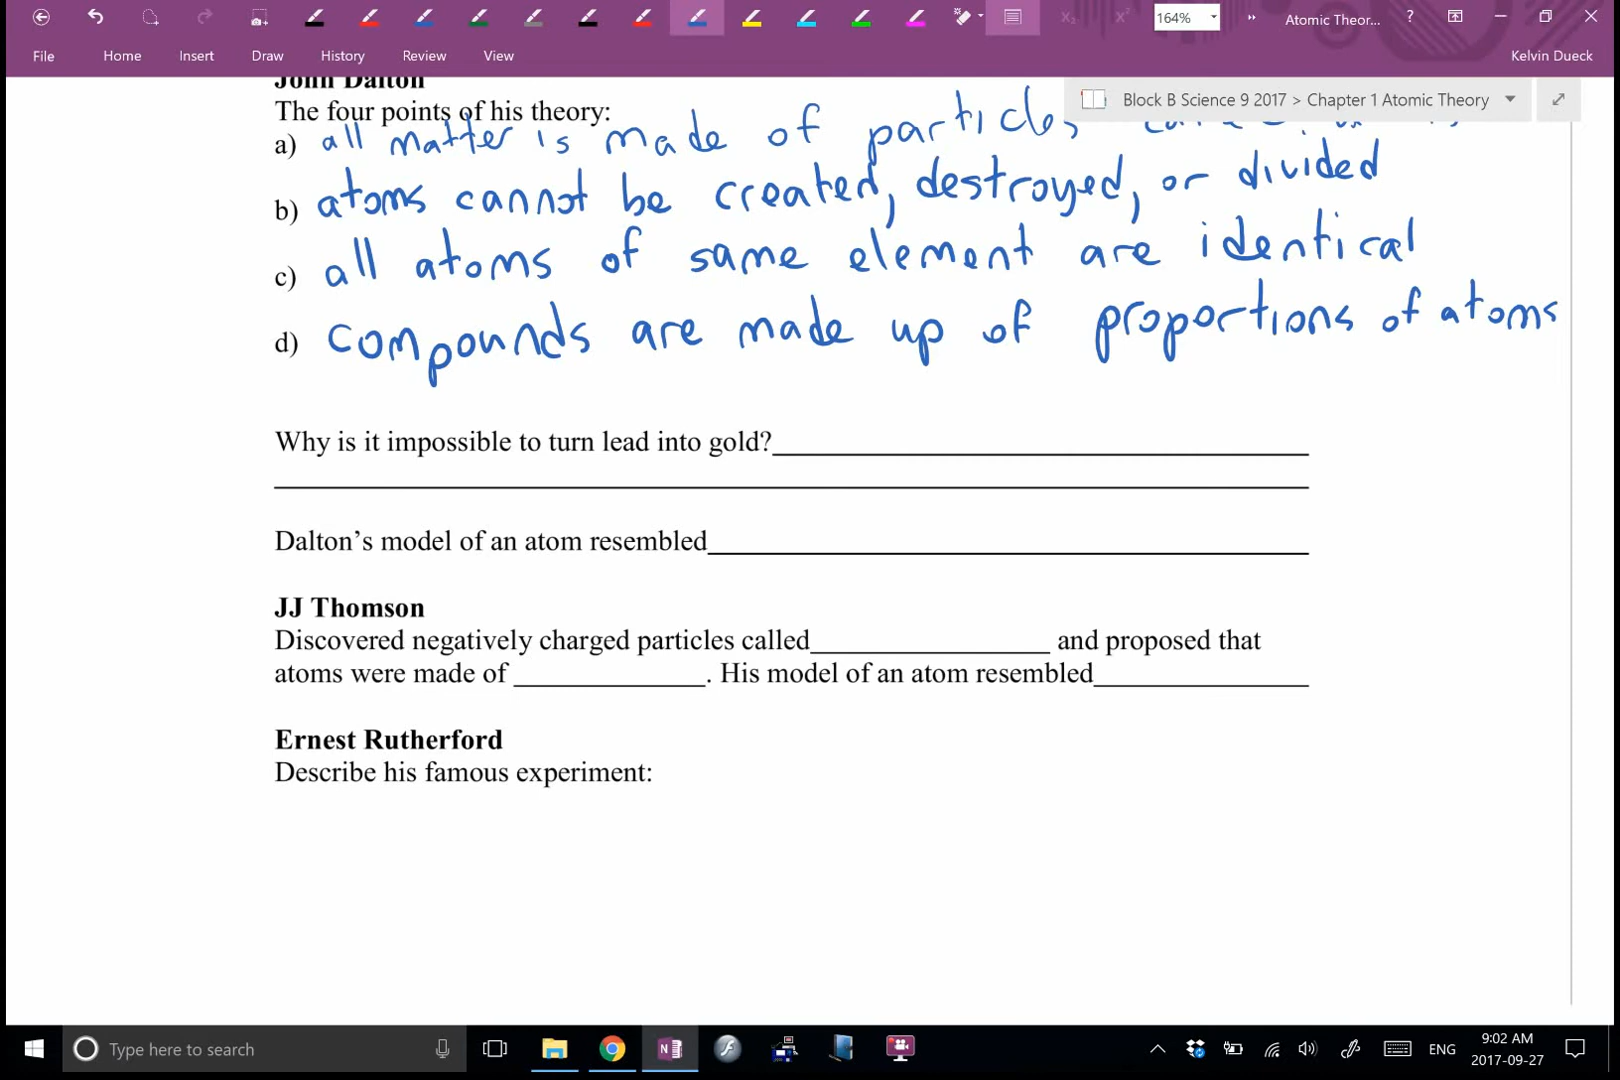 164%
Atomic Theor...
?
File Home Insert Draw History Review View
Kelvin Dueck
Block B Science 9 2017 > Chapter 1 Atomic Theory
John Dalton
The four points of his theory:
a) all matter is made of particles
b) atoms cannot be created, destroyed, or divided
c) all atoms of same element are identical
d) compounds are made up of proportions of atoms
Why is it impossible to turn lead into gold?
Dalton’s model of an atom resembled
JJ Thomson
Discovered negatively charged particles called____ and proposed that
atoms were made of ____. His model of an atom resembled____
Ernest Rutherford
Describe his famous experiment:
Type here to search
ENG
9:02 AM
2017-09-27